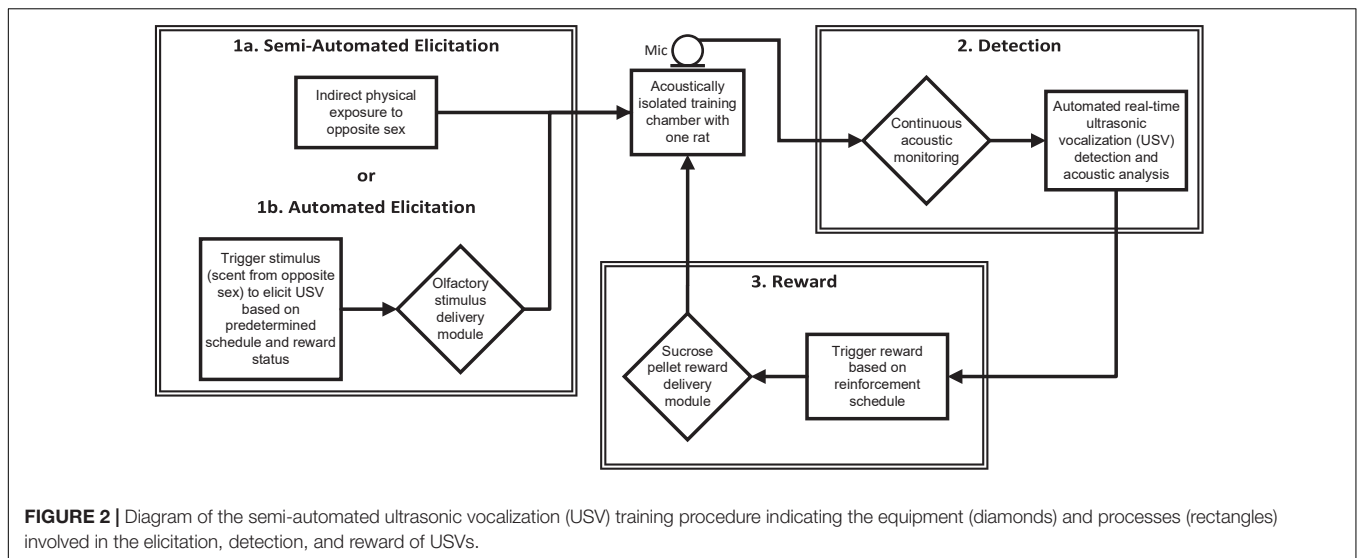 1a. Semi-Automated Elicitation
Indirect physical
exposure to
opposite sex
or
1b. Automated Elicitation
Trigger stimulus
(scent from opposite
sex) to elicit USV
based on
predetermined
schedule and reward
status
Olfactory
stimulus
delivery
module
Mic
Acoustically
isolated training
chamber with
one rat
2. Detection
Continuous
acoustic
monitoring
Automated real-time
ultrasonic
vocalization (USV)
detection and
acoustic analysis
3. Reward
Sucrose
pellet reward
delivery
module
Trigger reward
based on
reinforcement
schedule
FIGURE 2 | Diagram of the semi-automated ultrasonic vocalization (USV) training procedure indicating the equipment (diamonds) and processes (rectangles)
involved in the elicitation, detection, and reward of USVs.